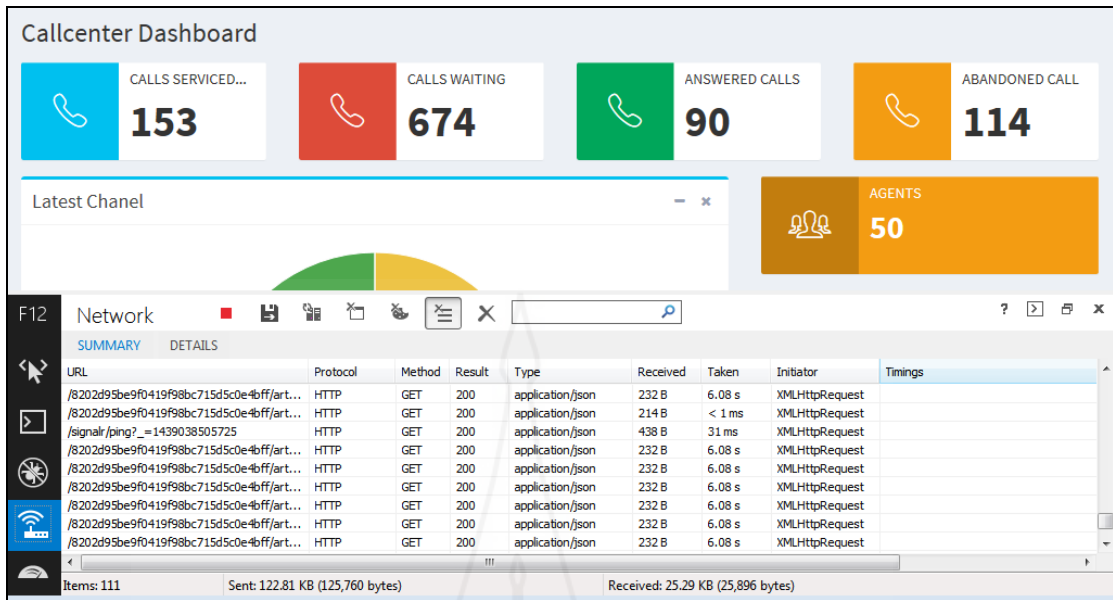 Callcenter Dashboard
CALLS SERVICED... CALLS WAITING ANSWERED CALLS ABANDONED CALL
153 674 90 114
Latest Chanel
AGENTS
50
F12 Network ?
SUMMARY DETAILS
URL Protocol Method Result Type Received Taken Initiator Timings
/8202d95be9f0419f98bc715d5c0e4bff/art... HTTP GET 200 application/json 232 B 6.08 s XMLHttpRequest
/8202d95be9f0419f98bc715d5c0e4bff/art... HTTP GET 200 application/json 214 B < 1 ms XMLHttpRequest
/signalr/ping?_=1439038505725 HTTP GET 200 application/json 438 B 31 ms XMLHttpRequest
/8202d95be9f0419f98bc715d5c0e4bff/art... HTTP GET 200 application/json 232 B 6.08 s XMLHttpRequest
/8202d95be9f0419f98bc715d5c0e4bff/art... HTTP GET 200 application/json 232 B 6.08 s XMLHttpRequest
/8202d95be9f0419f98bc715d5c0e4bff/art... HTTP GET 200 application/json 232 B 6.08 s XMLHttpRequest
/8202d95be9f0419f98bc715d5c0e4bff/art... HTTP GET 200 application/json 232 B 6.08 s XMLHttpRequest
/8202d95be9f0419f98bc715d5c0e4bff/art... HTTP GET 200 application/json 232 B 6.08 s XMLHttpRequest
/8202d95be9f0419f98bc715d5c0e4bff/art... HTTP GET 200 application/json 232 B 6.08 s XMLHttpRequest
Items: 111 Sent: 122.81 KB (125,760 bytes) Received: 25.29 KB (25,896 bytes)